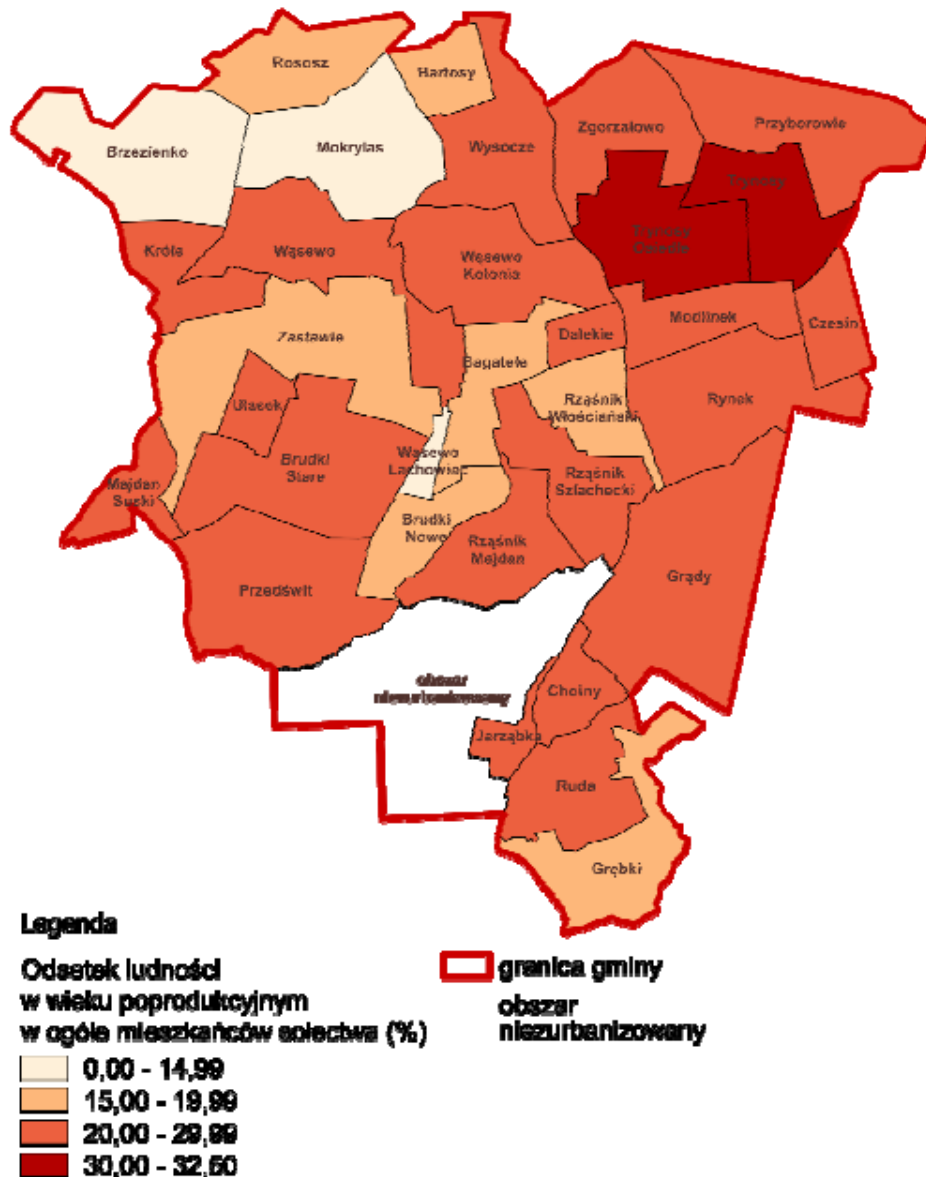 Rososz
Hartosy
Brzezienko
Mokrylas
Wysocze
Zgorzałowo
Przyborowie
Trynosy
Trynosy
Osiedle
Króle
Wąsewo
Wąsewo
Kolonia
Zastawie
Bagatele
Dalekie
Modlinek
Czesin
Ulasek
Rząśnik
Włościański
Rynek
Brudki
Stare
Wąsewo
Lachowiec
Rząśnik
Szlachecki
Majdan
Suski
Brudki
Nowe
Rząśnik
Majdan
Przedświt
Grądy
obszar
niezurbanizowany
Choiny
Jarząbka
Ruda
Grębki
Legenda
Odsetek ludności
w wieku poprodukcyjnym
w ogóle mieszkańców sołectwa (%)
0,00 - 14,99
15,00 - 19,99
20,00 - 29,99
30,00 - 32,50
granica gminy
obszar
niezurbanizowany